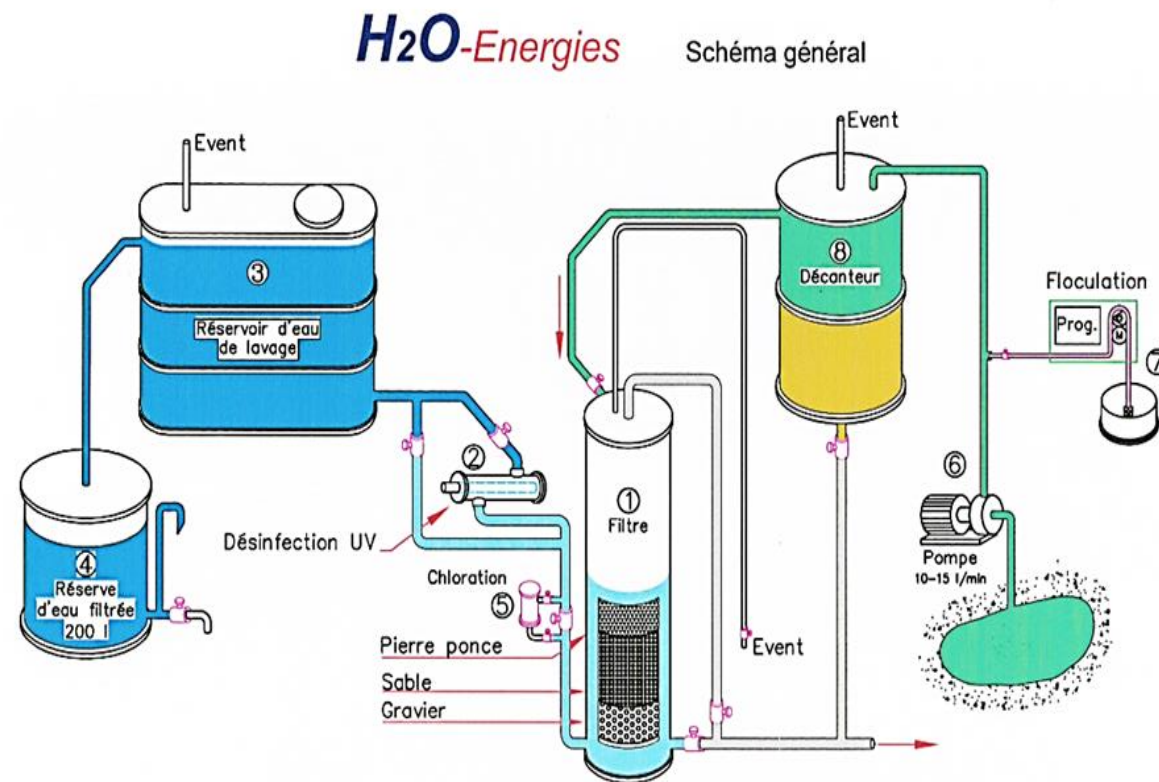 H2O-Energies Schéma général
Event
Event
③
Réservoir d'eau
de lavage
⑧
Décanteur
Floculation
Prog.
M
⑦
②
Désinfection UV
①
Filtre
⑥
Pompe
10-15 l/min
④
Réserve
d'eau filtrée
200 l
Chloration
⑤
Pierre ponce
Sable
Gravier
Event